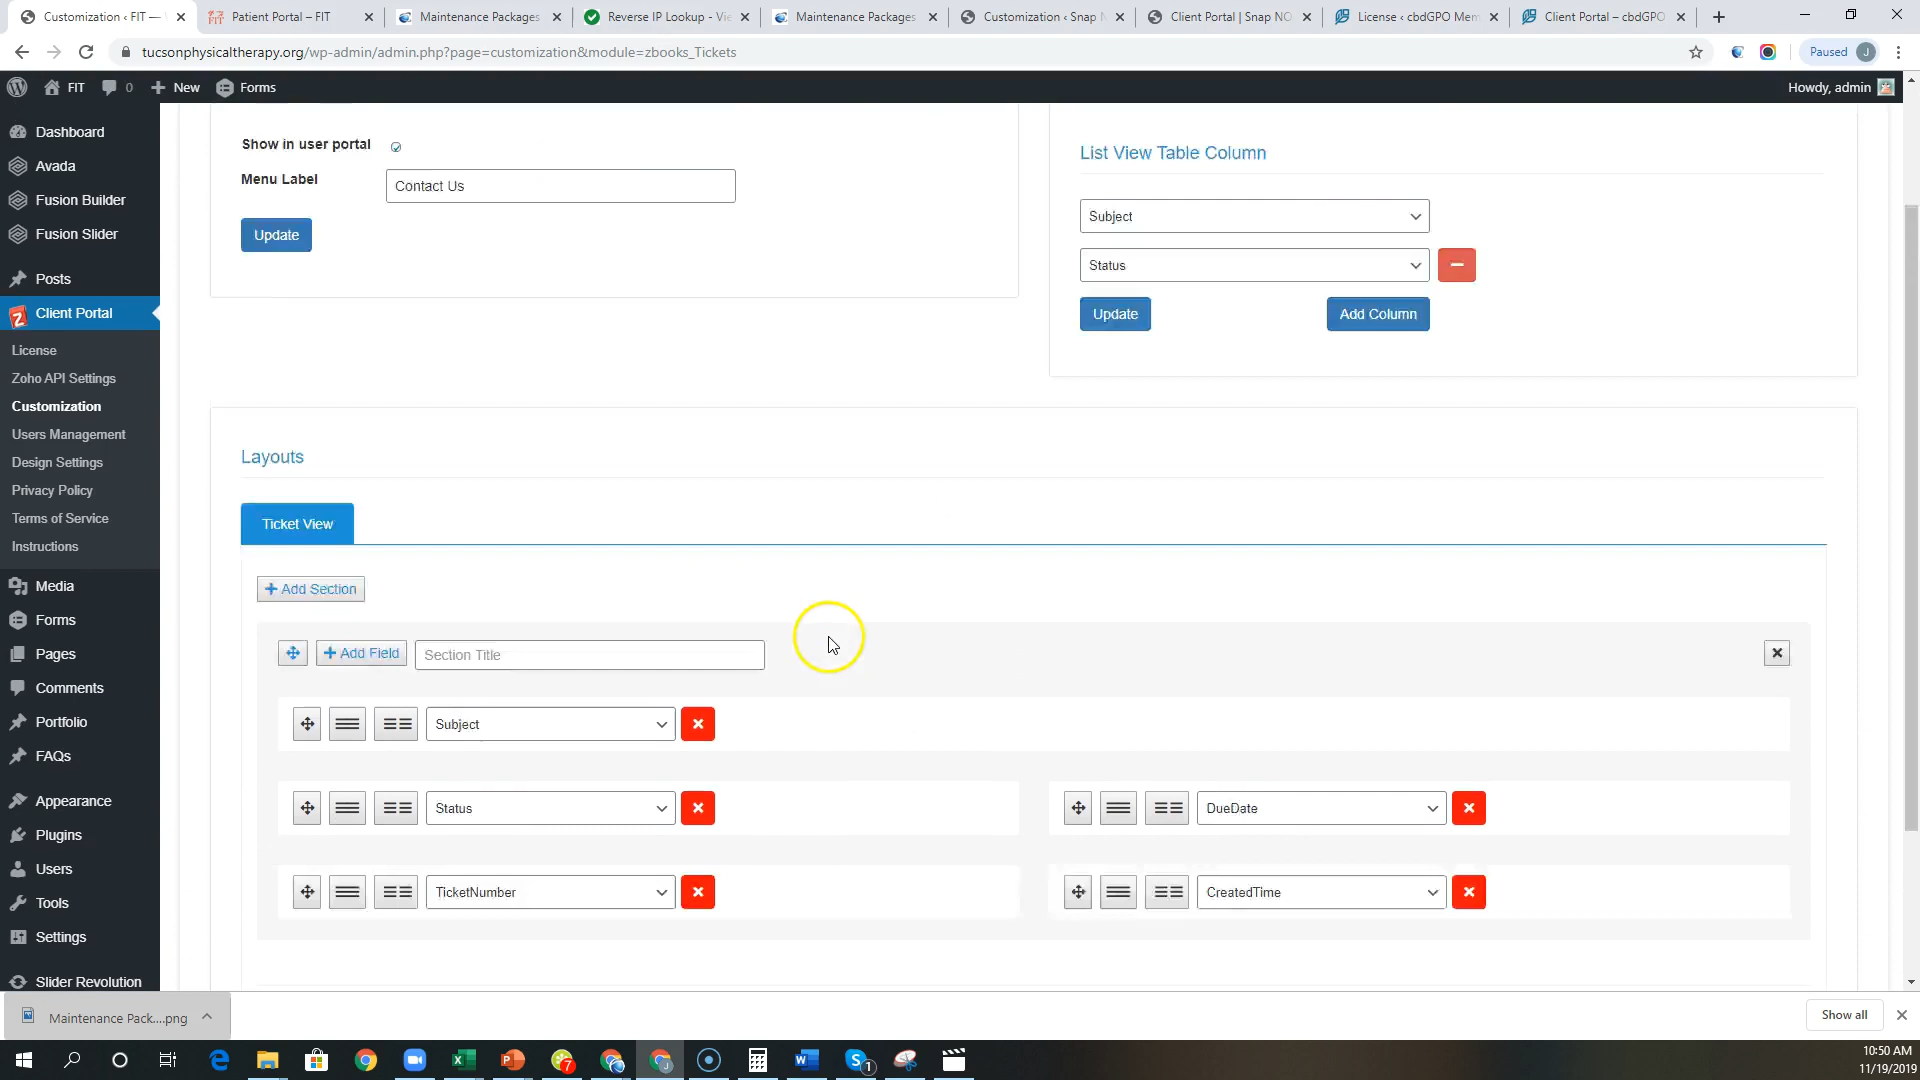 Customization ‹ FIT —
Patient Portal – FIT
Maintenance Packages
Reverse IP Lookup - Vie
Maintenance Packages
Customization ‹ Snap N
Client Portal | Snap NO
License ‹ cbdGPO Mem
Client Portal – cbdGPO
tucsonphysicaltherapy.org/wp-admin/admin.php?page=customization&module=zbooks_Tickets
Paused
J
FIT
0
New
Forms
Howdy, admin
Dashboard
Avada
Fusion Builder
Fusion Slider
Posts
Client Portal
License
Zoho API Settings
Customization
Users Management
Design Settings
Privacy Policy
Terms of Service
Instructions
Media
Forms
Pages
Comments
Portfolio
FAQs
Appearance
Plugins
Users
Tools
Settings
Slider Revolution
Show in user portal
Menu Label
Contact Us
Update
List View Table Column
Subject
Status
Update
Add Column
Layouts
Ticket View
Add Section
Add Field
Section Title
Subject
Status
DueDate
TicketNumber
CreatedTime
Maintenance Pack....png
Show all
7
1
10:50 AM
11/19/2019